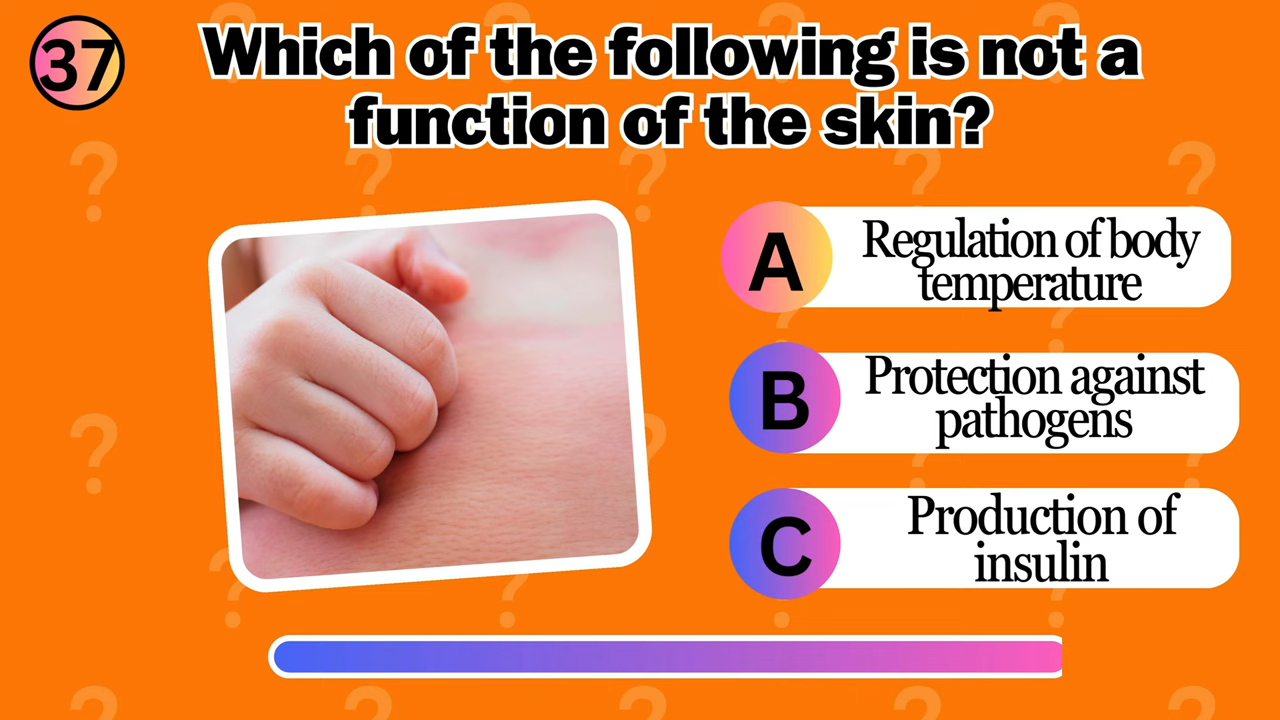 37
Which of the following is not a
function of the skin?
A
Regulation of body
temperature
B
Protection against
pathogens
C
Production of
insulin